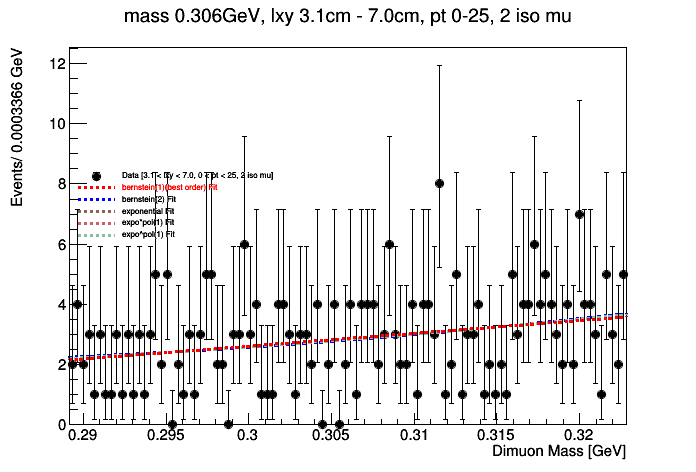 mass 0.306GeV, lxy 3.1cm - 7.0cm, pt 0-25, 2 iso mu
Events/ 0.0003366 GeV
12
10
8
6
4
2
0
Data [3.1 < lxy < 7.0, 0 < pt < 25, 2 iso mu]
bernstein(1)(best order) Fit
bernstein(2) Fit
exponential Fit
expo*pol(1) Fit
expo^pol(1) Fit
0.29 0.295 0.3 0.305 0.31 0.315 0.32
Dimuon Mass [GeV]